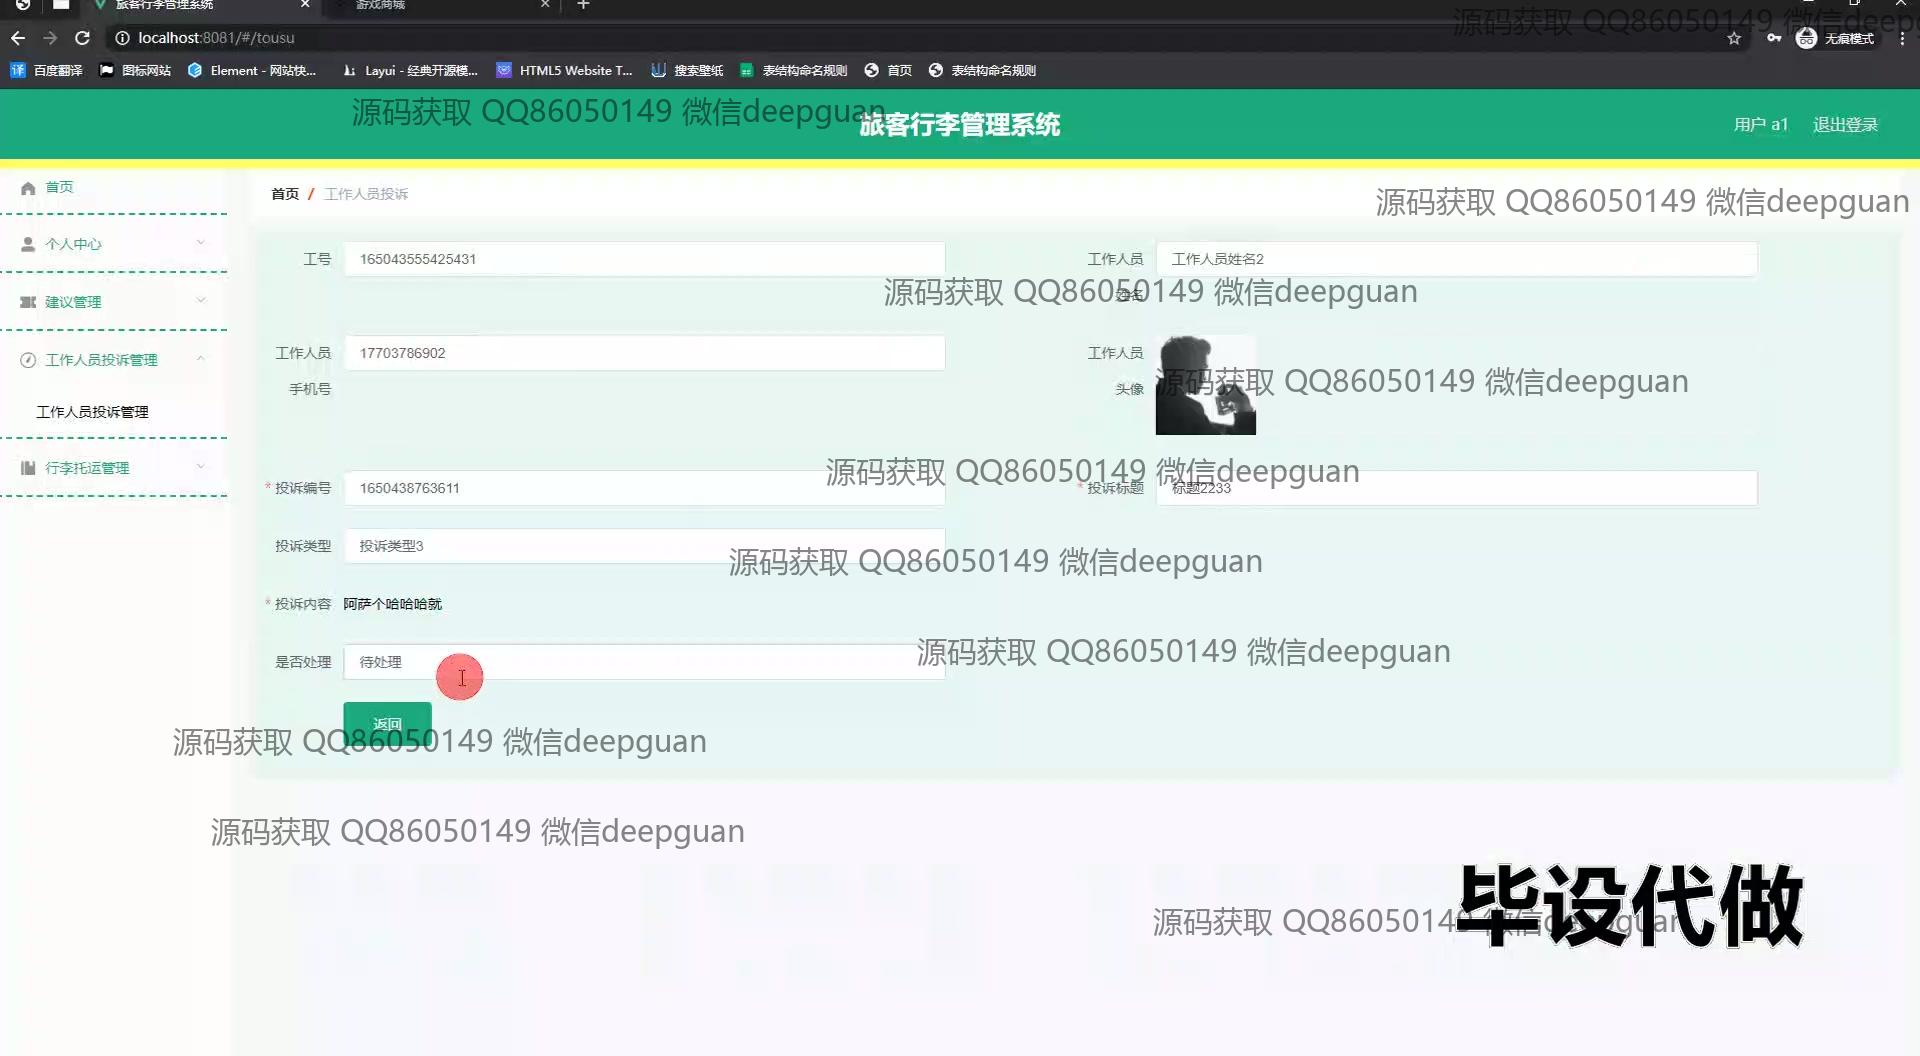 旅客行李管理系统
游戏商城
源码获取 QQ86050149 微信deep
localhost:8081/#/tousu
无痕模式
百度翻译 图标网站 Element - 网站快... Layui - 经典开源模... HTML5 Website T... 搜索壁纸 表结构命名规则 首页 表结构命名规则
源码获取 QQ86050149 微信deepguan
旅客行李管理系统
用户 a1 退出登录
首页
个人中心
建议管理
工作人员投诉管理
工作人员投诉管理
行李托运管理
首页 / 工作人员投诉
源码获取 QQ86050149 微信deepguan
工号 165043555425431
工作人员姓名 工作人员姓名2
源码获取 QQ86050149 微信deepguan
工作人员手机号 17703786902
工作人员头像
源码获取 QQ86050149 微信deepguan
源码获取 QQ86050149 微信deepguan
* 投诉编号 1650438763611
* 投诉标题 标题2233
投诉类型 投诉类型3
源码获取 QQ86050149 微信deepguan
* 投诉内容 阿萨个哈哈哈就
是否处理 待处理
源码获取 QQ86050149 微信deepguan
返回
源码获取 QQ86050149 微信deepguan
源码获取 QQ86050149 微信deepguan
源码获取 QQ86050149 微信deepguan
毕设代做